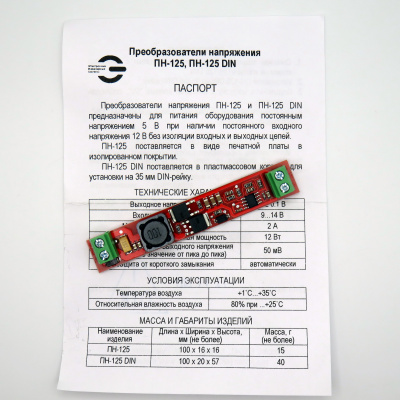 Преобразователи напряжения
ПН-125, ПН-125 DIN
ПАСПОРТ
Преобразователи напряжения ПН-125 и ПН-125 DIN
предназначены для питания оборудования постоянным
напряжением 5 В при наличии постоянного входного
напряжения 12 В без изоляции входных и выходных цепей.
ПН-125 поставляется в виде печатной платы в
изолированном покрытии.
ПН-125 DIN поставляется в пластмассовом
установки на 35 мм DIN-рейку.
ТЕХНИЧЕСКИЕ ХАРА
Выходное напря 0.1 В
Вход 9...14 В
2 А
мощность 12 Вт
выходного напряжения 50 мВ
значение от пика до пика)
защита от короткого замыкания автоматически
УСЛОВИЯ ЭКСПЛУАТАЦИИ
Температура воздуха +1˚С...+35˚С
Относительная влажность воздуха 80% при ...+25˚С
МАССА И ГАБАРИТЫ ИЗДЕЛИЙ
Наименование изделия Длина х Ширина х Высота, мм (не более) Масса, г (не более)
ПН-125 100 x 16 x 16 15
ПН-125 DIN 100 x 20 x 57 40
100